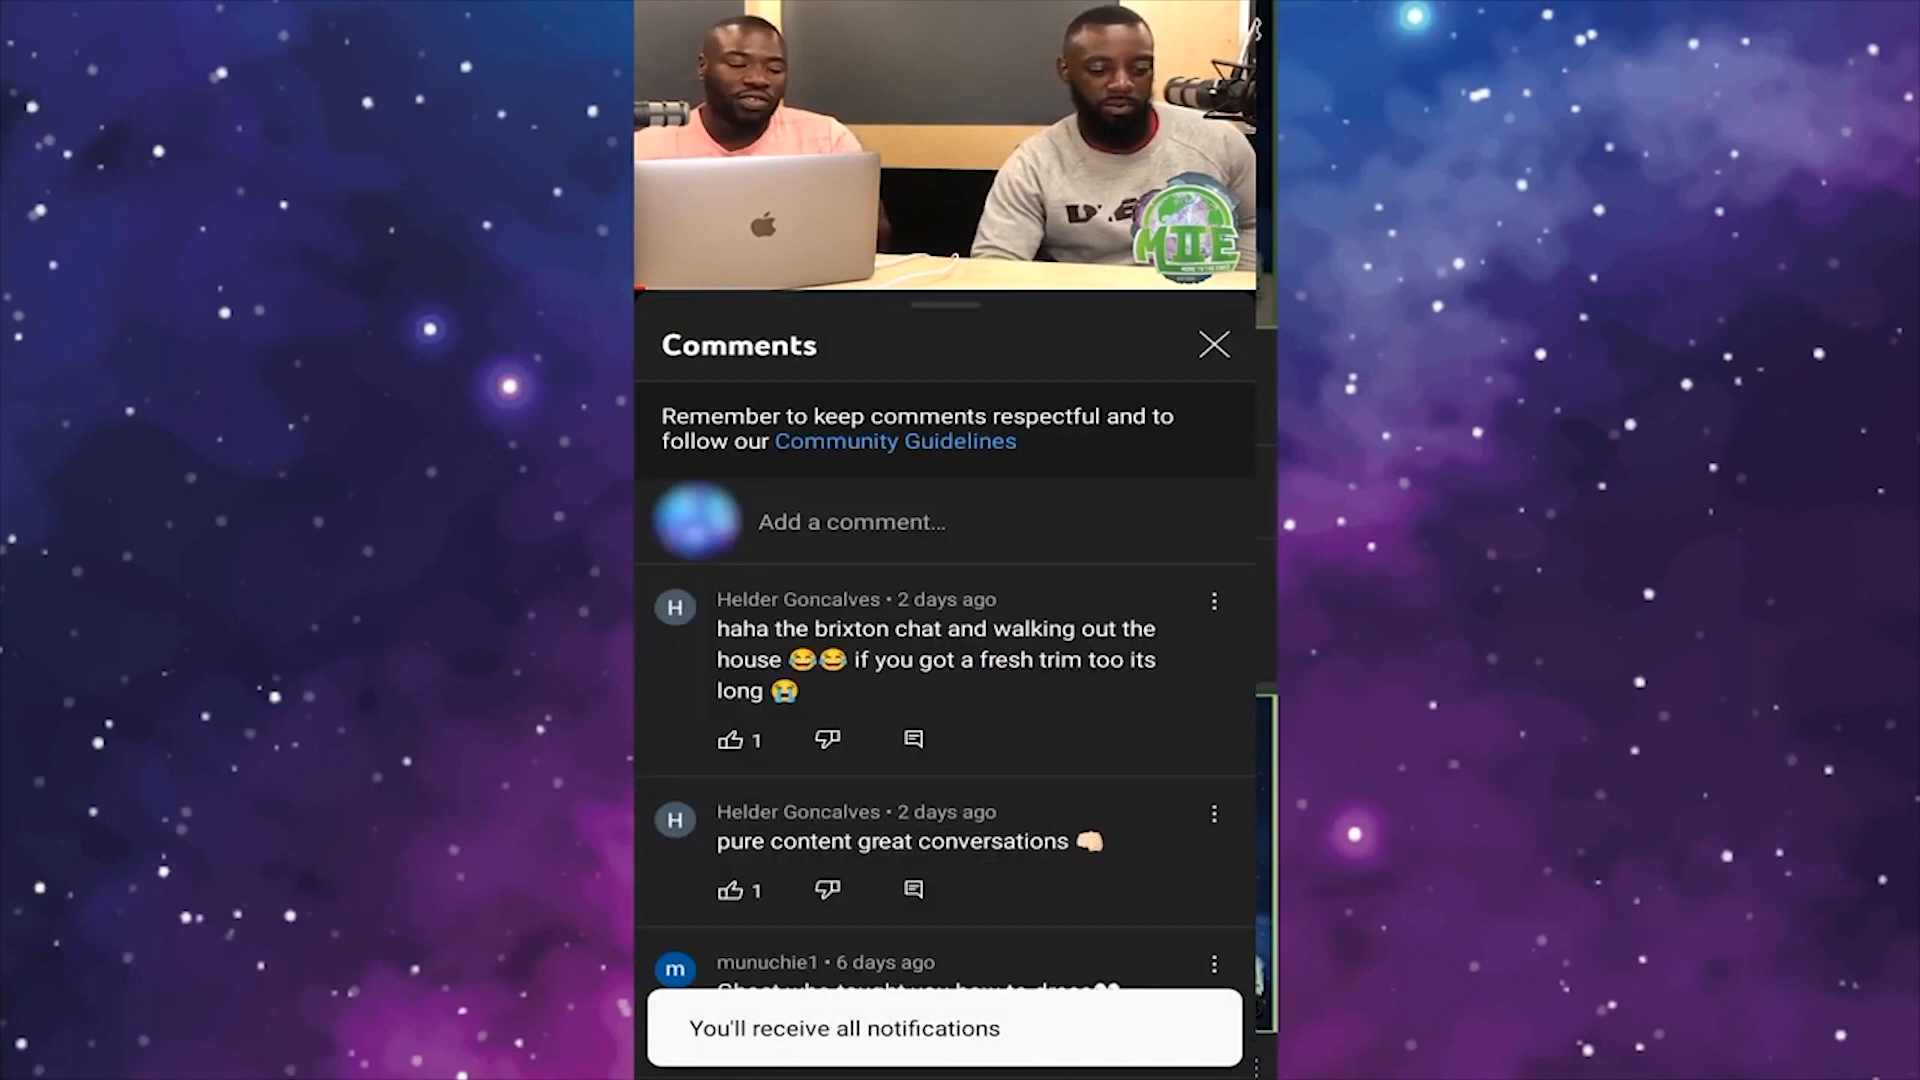 MIIE
Comments
Remember to keep comments respectful and to
follow our Community Guidelines
Add a comment...
H
Helder Goncalves • 2 days ago
haha the brixton chat and walking out the
house 😂😂 if you got a fresh trim too its
long 😭
1
H
Helder Goncalves • 2 days ago
pure content great conversations 👊🏻
1
m
munuchie1 • 6 days ago
You'll receive all notifications